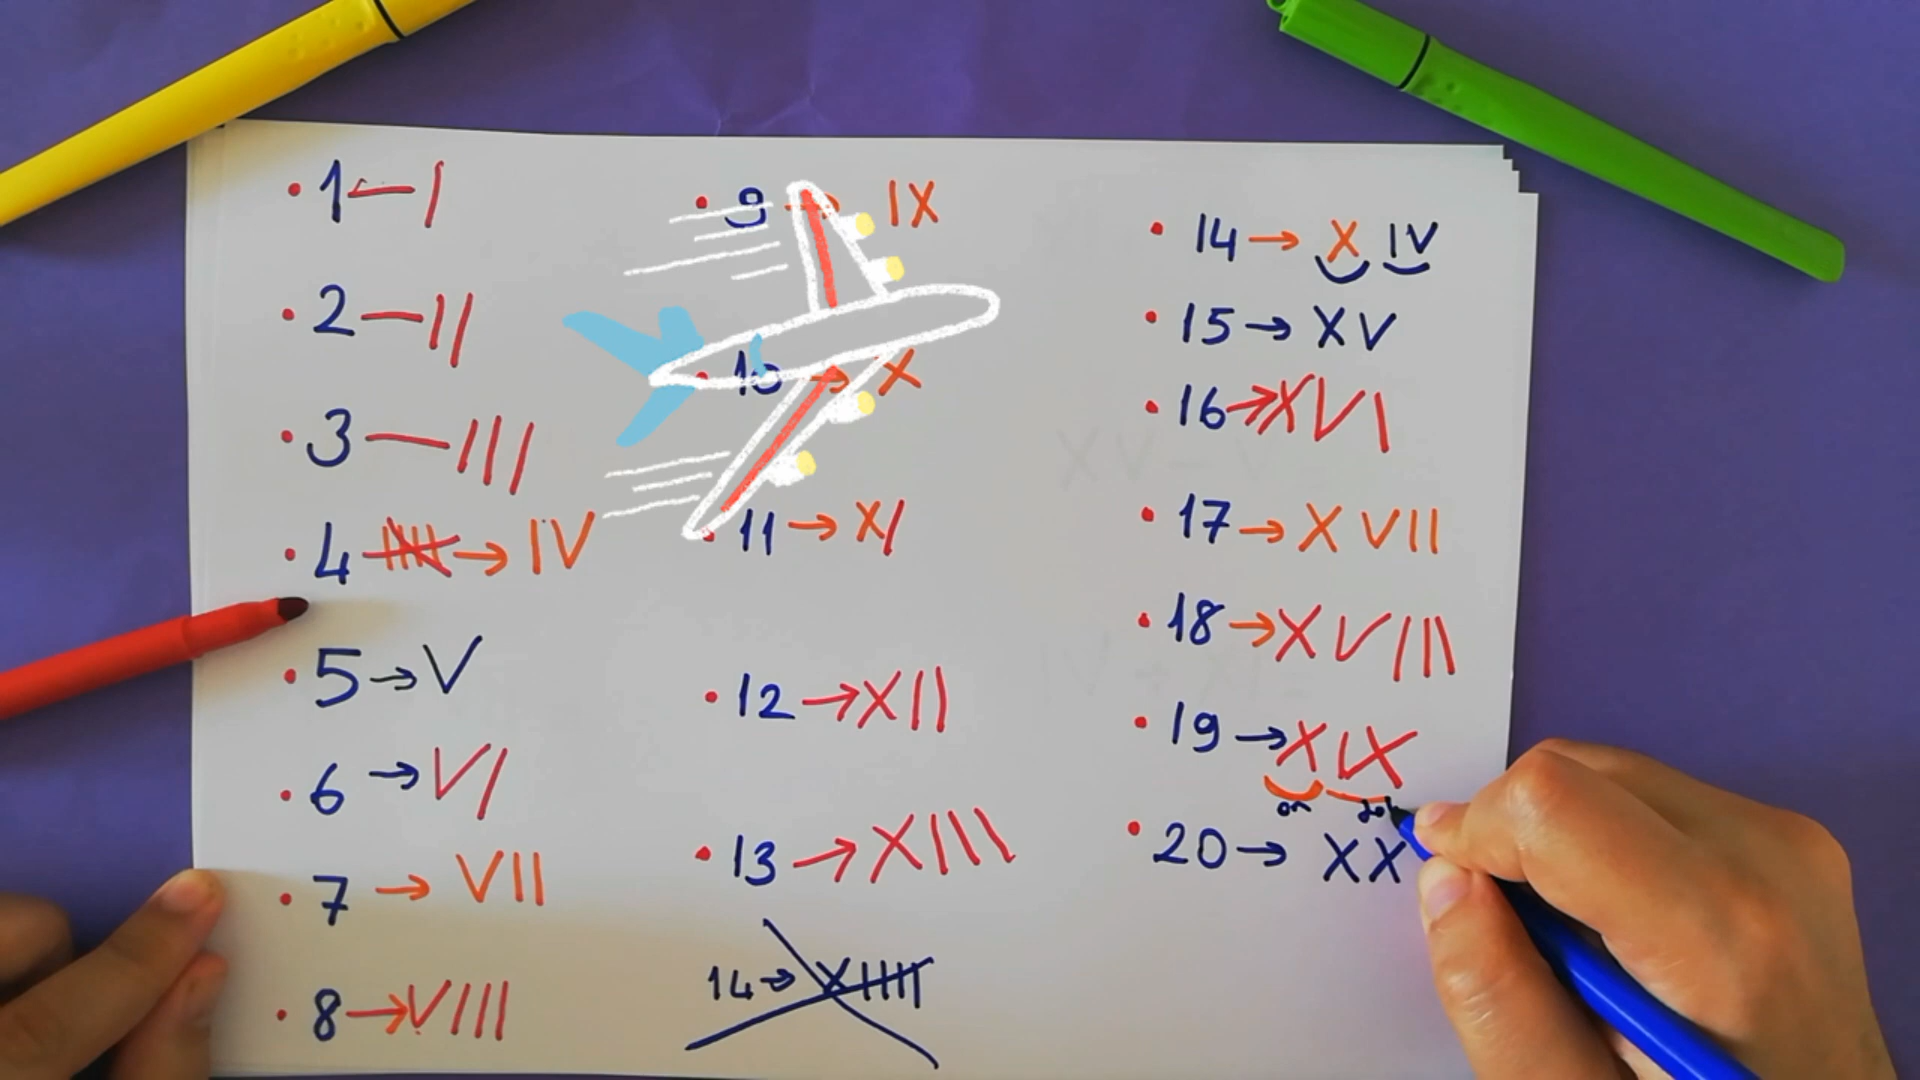 • 1 — I
• 2 — II
• 3 — III
• 4 → IV
• 5 → V
• 6 → VI
• 7 → VII
• 8 → VIII
• 9 → IX
• 10 → X
• 11 → XI
• 12 → XII
• 13 → XIII
14 → XIIII
• 14 → X IV
• 15 → XV
• 16 → XVI
• 17 → XVII
• 18 → XVIII
• 19 → XIX
on
• 20 → XX